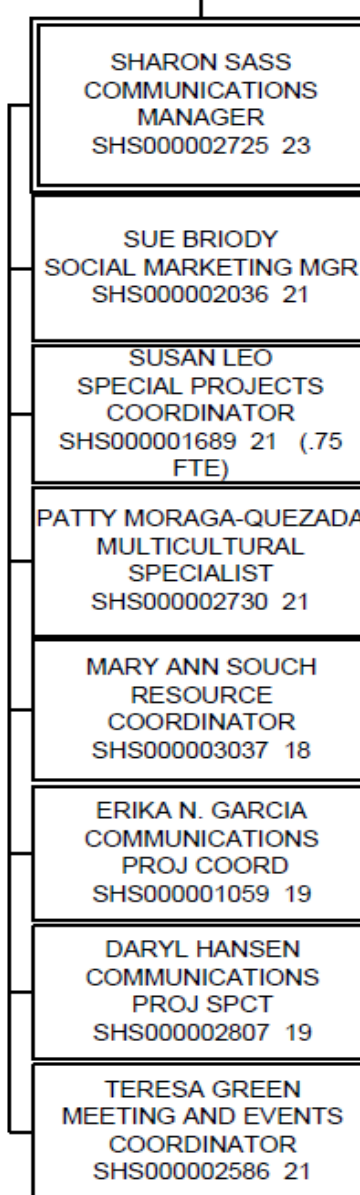 SHARON SASS
COMMUNICATIONS
MANAGER
SHS000002725 23
SUE BRIODY
SOCIAL MARKETING MGR
SHS000002036 21
SUSAN LEO
SPECIAL PROJECTS
COORDINATOR
SHS000001689 21 (.75
FTE)
PATTY MORAGA-QUEZADA
MULTICULTURAL
SPECIALIST
SHS000002730 21
MARY ANN SOUCH
RESOURCE
COORDINATOR
SHS000003037 18
ERIKA N. GARCIA
COMMUNICATIONS
PROJ COORD
SHS000001059 19
DARYL HANSEN
COMMUNICATIONS
PROJ SPCT
SHS000002807 19
TERESA GREEN
MEETING AND EVENTS
COORDINATOR
SHS000002586 21